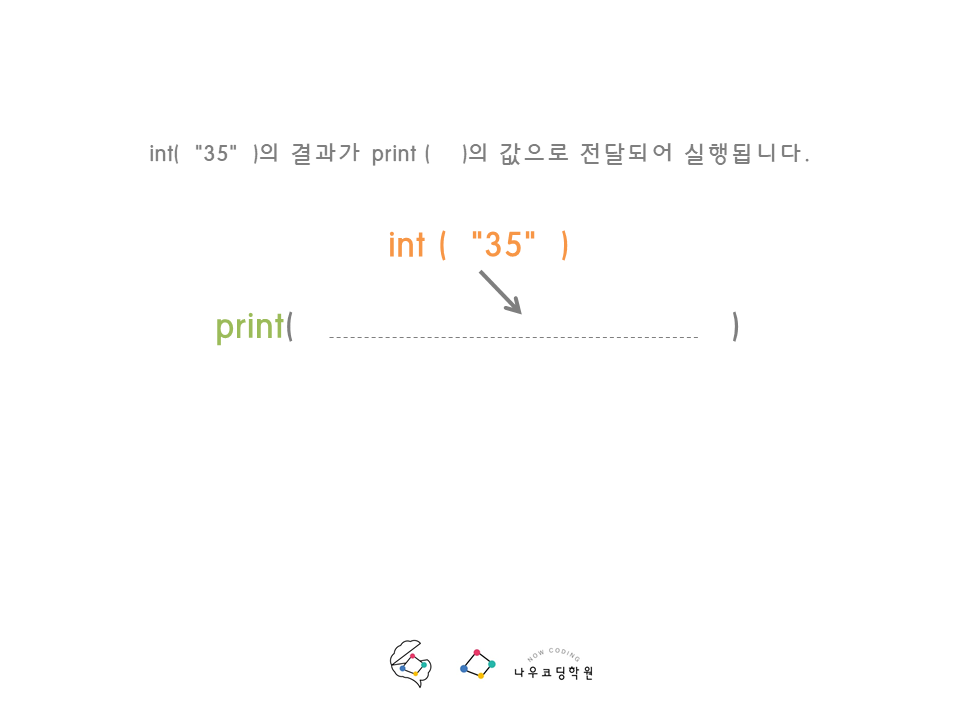 int( "35" )의 결과가 print ( )의 값으로 전달되어 실행됩니다.
int ( "35" )
print( )
NOW CODING
나우코딩학원